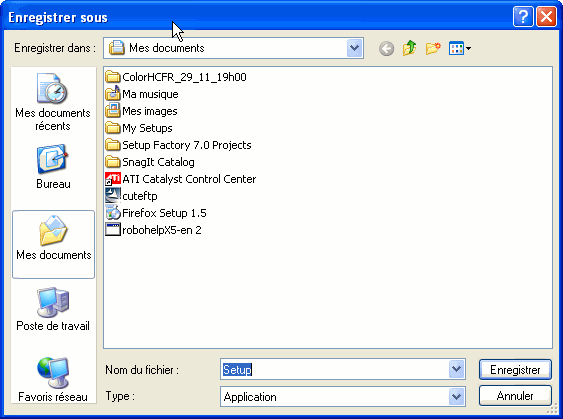 Enregistrer sous
Enregistrer dans : Mes documents
Mes documents récents
Bureau
Mes documents
Poste de travail
Favoris réseau
ColorHCFR_29_11_19h00
Ma musique
Mes images
My Setups
Setup Factory 7.0 Projects
SnagIt Catalog
ATI Catalyst Control Center
cuteftp
Firefox Setup 1.5
robohelpX5-en 2
Nom du fichier : Setup Enregistrer
Type : Application Annuler